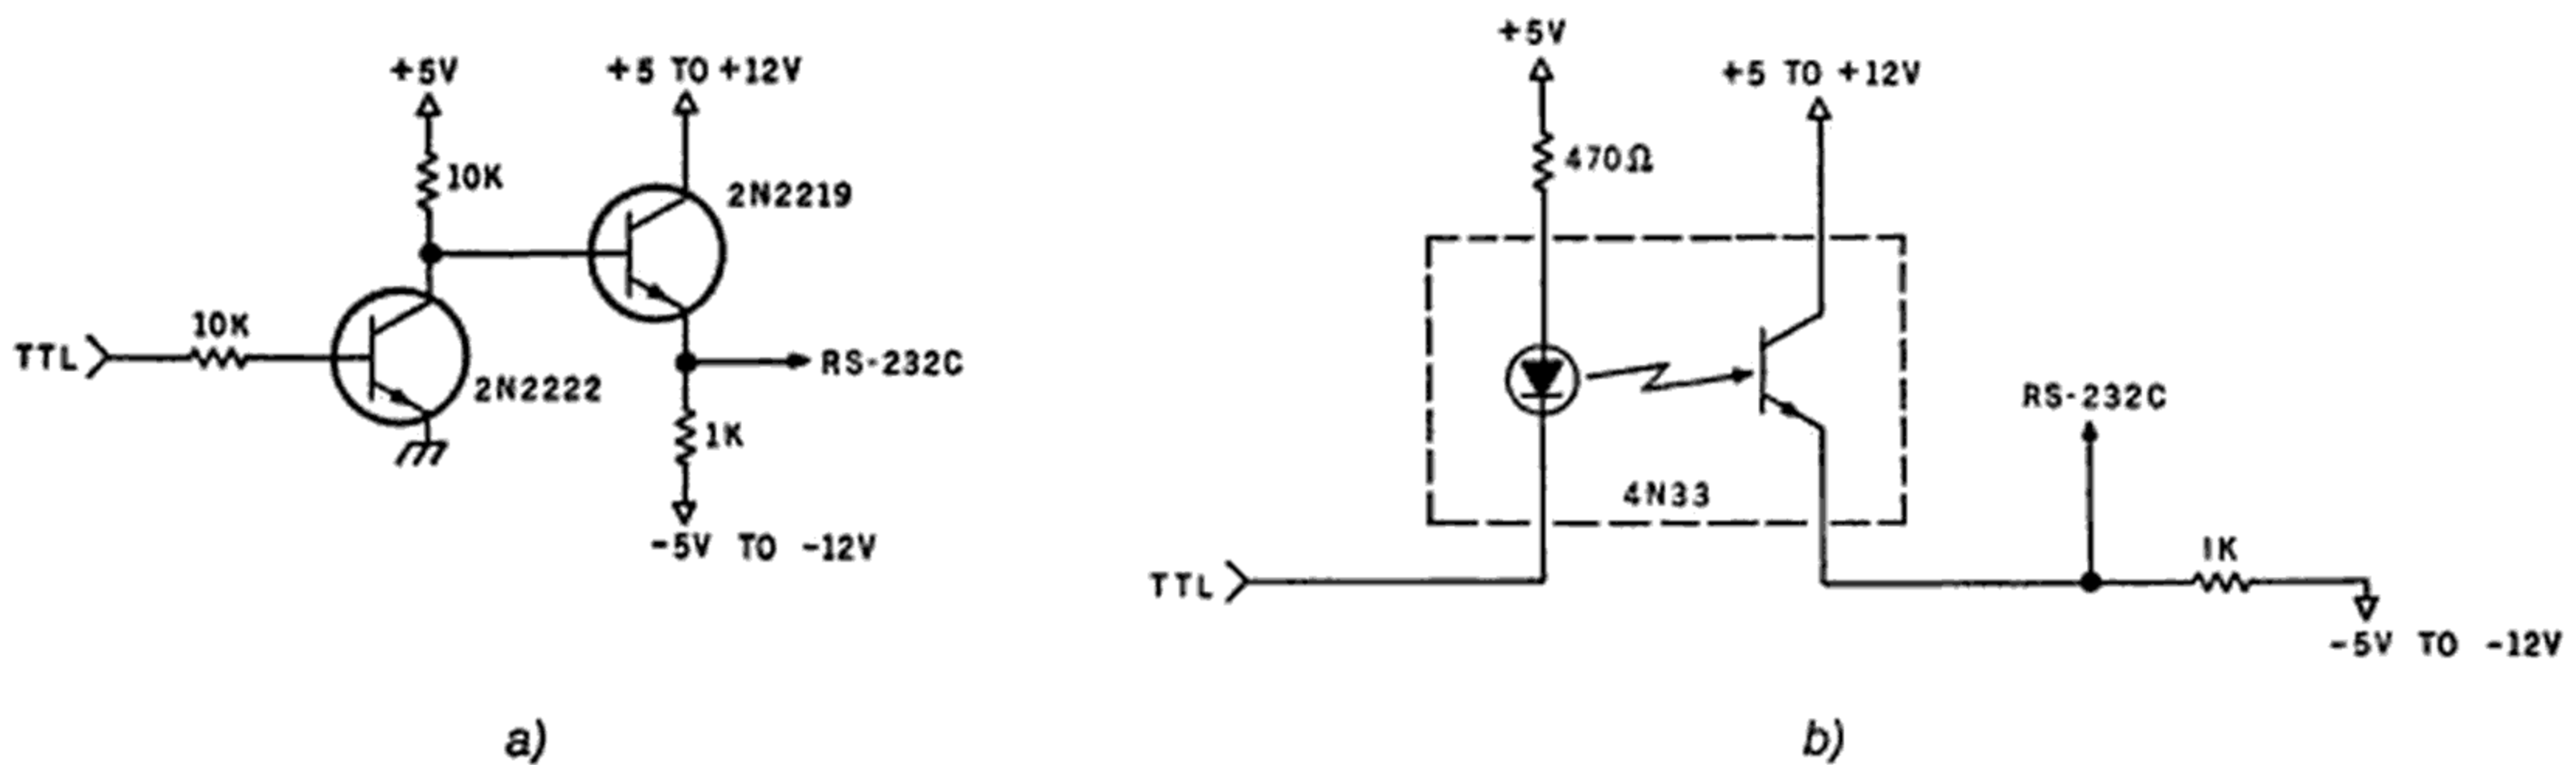 +5V
+5 TO +12V
10K
2N2219
TTL
10K
2N2222
RS-232C
1K
-5V TO -12V
a)
+5V
+5 TO +12V
470Ω
4N33
RS-232C
TTL
1K
-5V TO -12V
b)